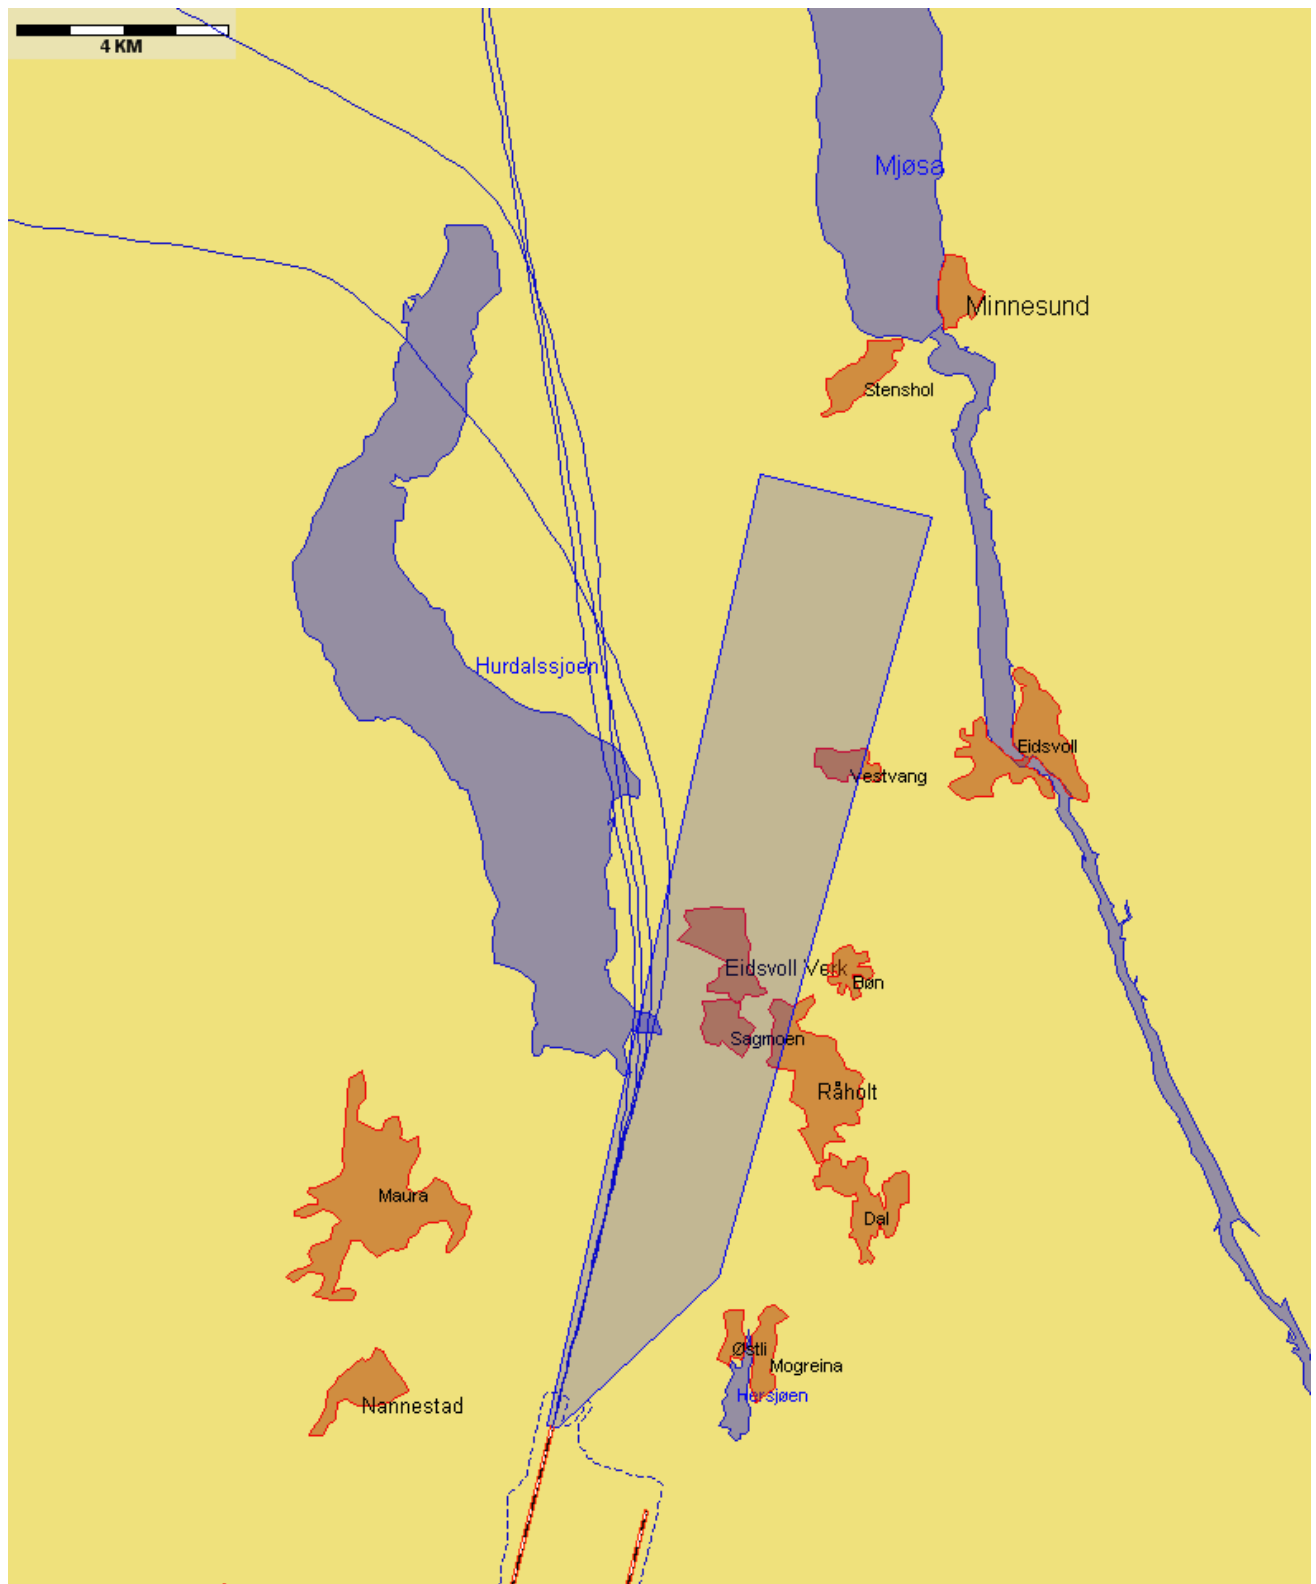 4 KM
Mjøsa
Minnesund
Stenshol
Hurdalssjoen
Eidsvoll
Vestvang
Eidsvoll Verk
Bøn
Sagmoen
Råholt
Maura
Dal
Østli
Mogreina
Hersjøen
Nannestad